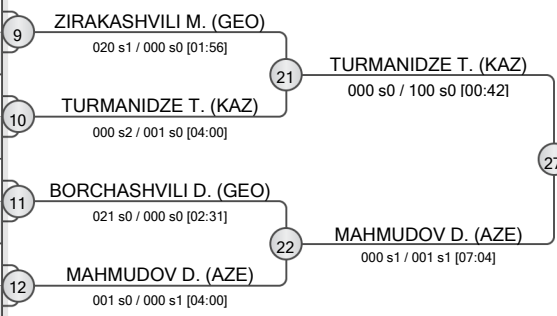 9
ZIRAKASHVILI M. (GEO)
020 s1 / 000 s0 [01:56]
21
TURMANIDZE T. (KAZ)
000 s0 / 100 s0 [00:42]
10
TURMANIDZE T. (KAZ)
000 s2 / 001 s0 [04:00]
27
11
BORCHASHVILI D. (GEO)
021 s0 / 000 s0 [02:31]
22
MAHMUDOV D. (AZE)
000 s1 / 001 s1 [07:04]
12
MAHMUDOV D. (AZE)
001 s0 / 000 s1 [04:00]